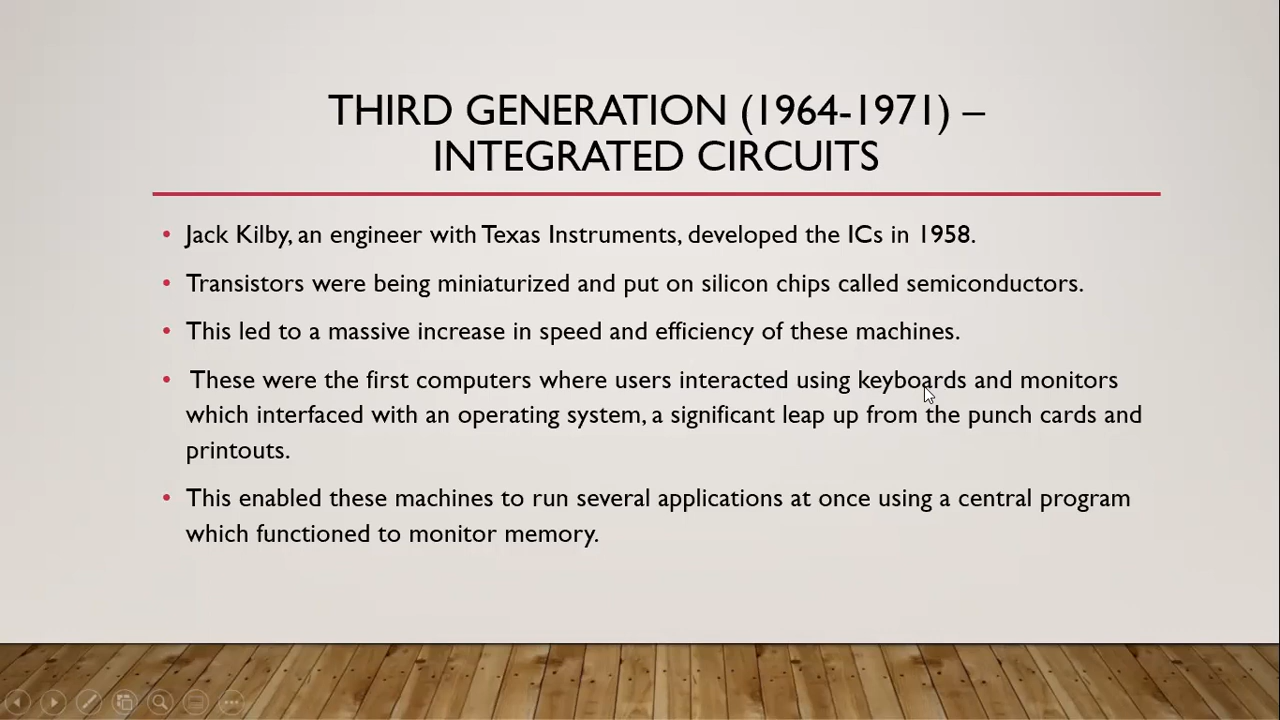 THIRD GENERATION (1964-1971) –
INTEGRATED CIRCUITS
• Jack Kilby, an engineer with Texas Instruments, developed the ICs in 1958.
• Transistors were being miniaturized and put on silicon chips called semiconductors.
• This led to a massive increase in speed and efficiency of these machines.
• These were the first computers where users interacted using keyboards and monitors
which interfaced with an operating system, a significant leap up from the punch cards and
printouts.
• This enabled these machines to run several applications at once using a central program
which functioned to monitor memory.